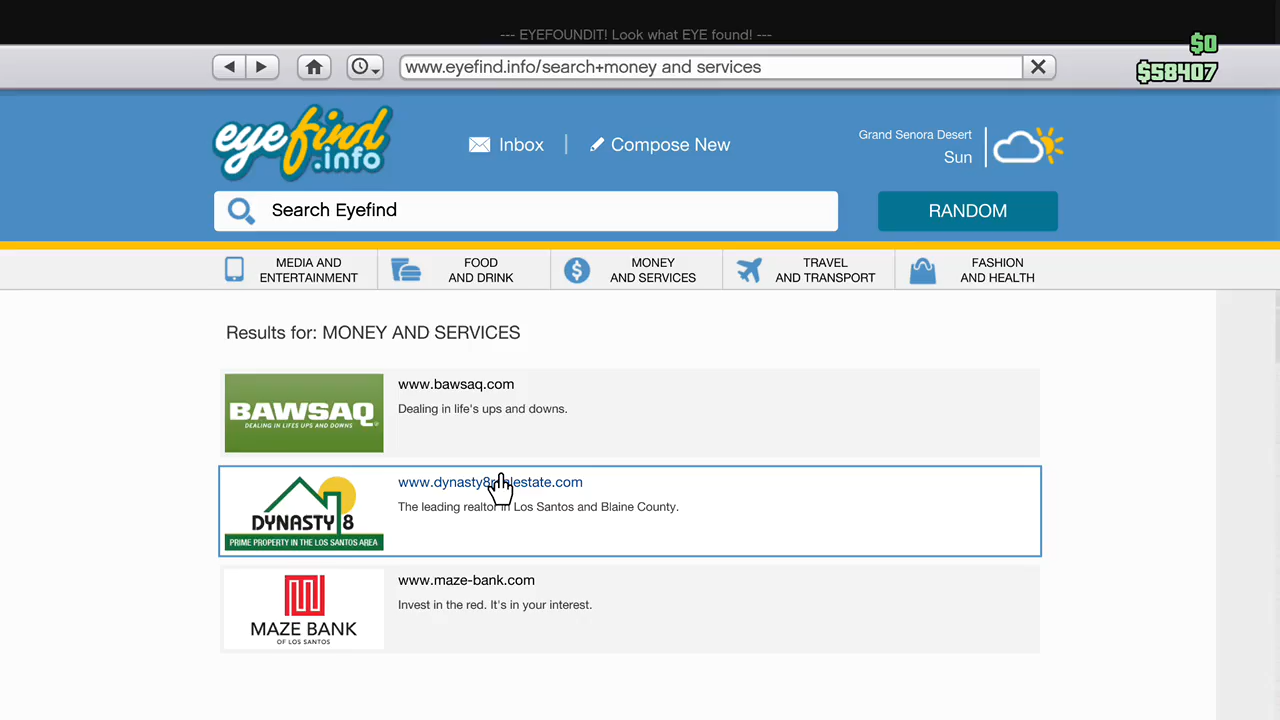 --- EYEFOUNDIT! Look what EYE found! ---
$0
$58407
www.eyefind.info/search+money and services
eyefind.info
Inbox
Compose New
Grand Senora Desert
Sun
Search Eyefind
RANDOM
MEDIA AND
ENTERTAINMENT
FOOD
AND DRINK
MONEY
AND SERVICES
TRAVEL
AND TRANSPORT
FASHION
AND HEALTH
Results for: MONEY AND SERVICES
BAWSAQ
DEALING IN LIFES UPS AND DOWNS
www.bawsaq.com
Dealing in life's ups and downs.
DYNASTY 8
PRIME PROPERTY IN THE LOS SANTOS AREA
www.dynasty8realestate.com
The leading realtor in Los Santos and Blaine County.
MAZE BANK
OF LOS SANTOS
www.maze-bank.com
Invest in the red. It's in your interest.